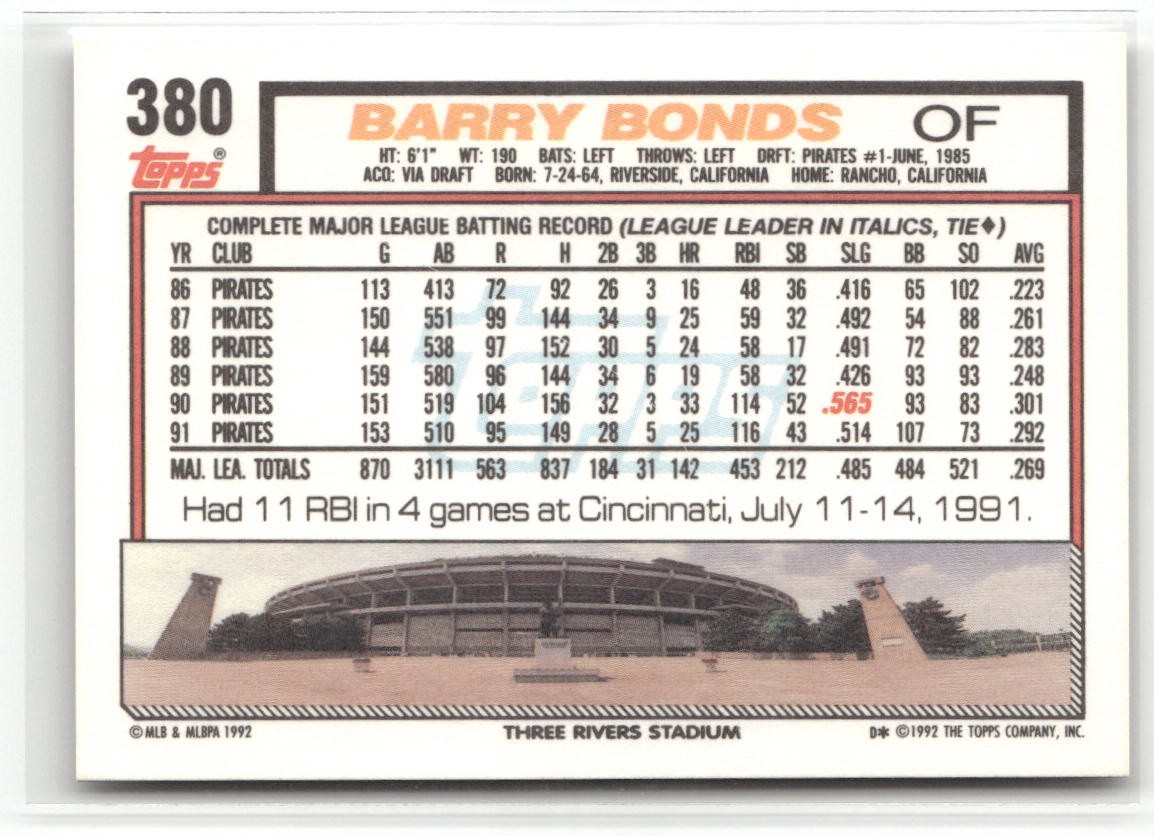 380
BARRY BONDS OF
topps®
HT: 6'1" WT: 190 BATS: LEFT THROWS: LEFT DRFT: PIRATES #1-JUNE, 1985
ACQ: VIA DRAFT BORN: 7-24-64, RIVERSIDE, CALIFORNIA HOME: RANCHO, CALIFORNIA
COMPLETE MAJOR LEAGUE BATTING RECORD (LEAGUE LEADER IN ITALICS, TIE♦)
YR CLUB G AB R H 2B 3B HR RBI SB SLG BB SO AVG
86 PIRATES 113 413 72 92 26 3 16 48 36 .416 65 102 .223
87 PIRATES 150 551 99 144 34 9 25 59 32 .492 54 88 .261
88 PIRATES 144 538 97 152 30 5 24 58 17 .491 72 82 .283
89 PIRATES 159 580 96 144 34 6 19 58 32 .426 93 93 .248
90 PIRATES 151 519 104 156 32 3 33 114 52 .565 93 83 .301
91 PIRATES 153 510 95 149 28 5 25 116 43 .514 107 73 .292
MAJ. LEA. TOTALS 870 3111 563 837 184 31 142 453 212 .485 484 521 .269
topps
Had 11 RBI in 4 games at Cincinnati, July 11-14, 1991.
©MLB & MLBPA 1992 THREE RIVERS STADIUM D* ©1992 THE TOPPS COMPANY, INC.